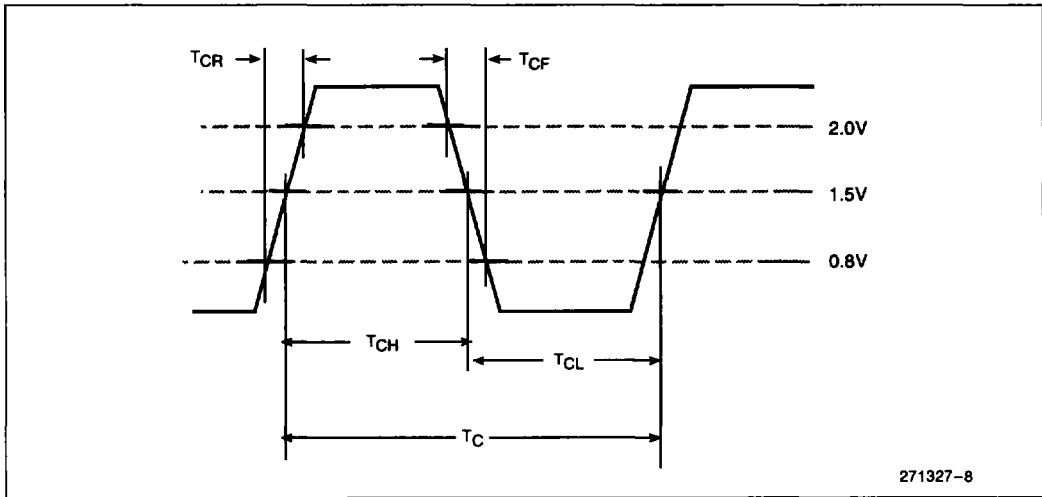 TCR
TCF
2.0V
1.5V
0.8V
TCH
TCL
TC
271327-8